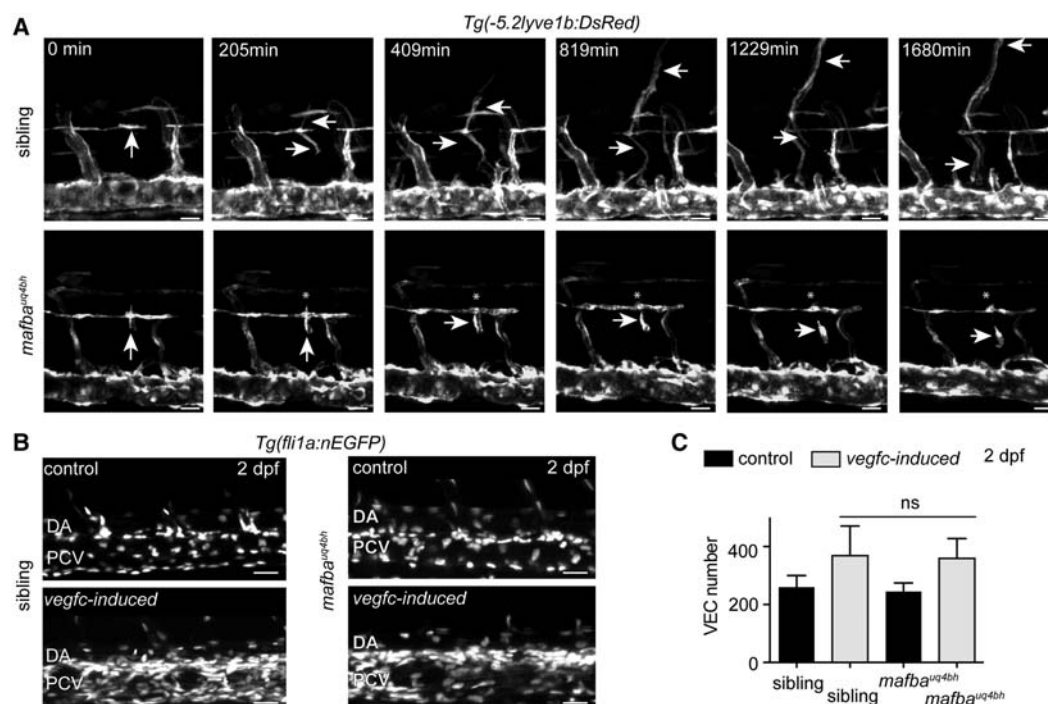 A
Tg(-5.2lyve1b:DsRed)
sibling
0 min
205min
409min
819min
1229min
1680min
mafba^uq4bh
*
*
*
*
*
B
Tg(fli1a:nEGFP)
sibling
control
2 dpf
DA
PCV
vegfc-induced
DA
PCV
mafba^uq4bh
control
2 dpf
DA
PCV
vegfc-induced
DA
PCV
C
control
vegfc-induced
2 dpf
ns
VEC number
400
200
0
sibling
sibling
mafba^uq4bh
mafba^uq4bh